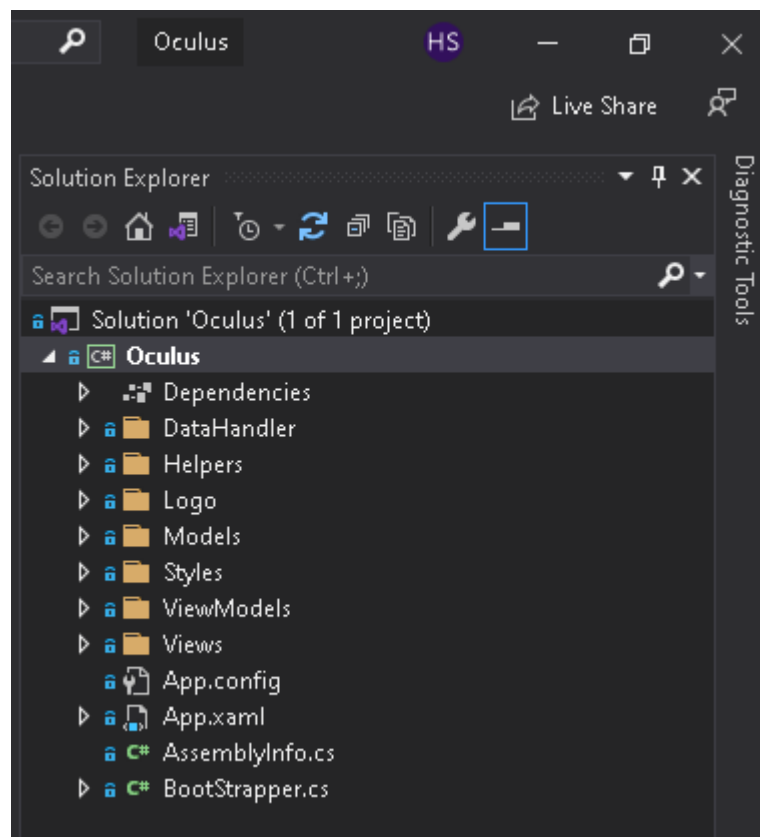 Oculus HS
Live Share
Solution Explorer
Search Solution Explorer (Ctrl+;)
Solution 'Oculus' (1 of 1 project)
C# Oculus
Dependencies
DataHandler
Helpers
Logo
Models
Styles
ViewModels
Views
App.config
App.xaml
C# AssemblyInfo.cs
C# BootStrapper.cs
Diagnostic Tools